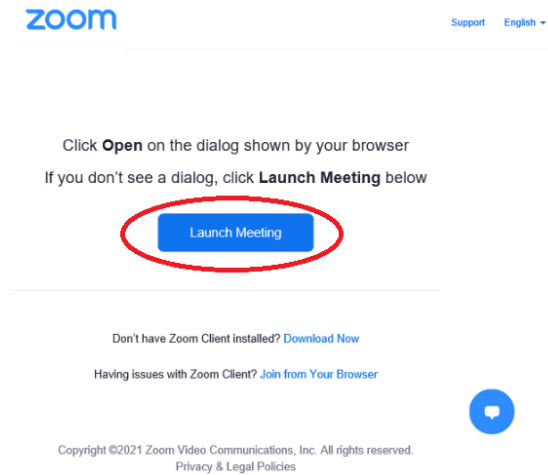 zoom
Support English
Click Open on the dialog shown by your browser
If you don't see a dialog, click Launch Meeting below
Launch Meeting
Don't have Zoom Client installed? Download Now
Having issues with Zoom Client? Join from Your Browser
Copyright ©2021 Zoom Video Communications, Inc. All rights reserved.
Privacy & Legal Policies